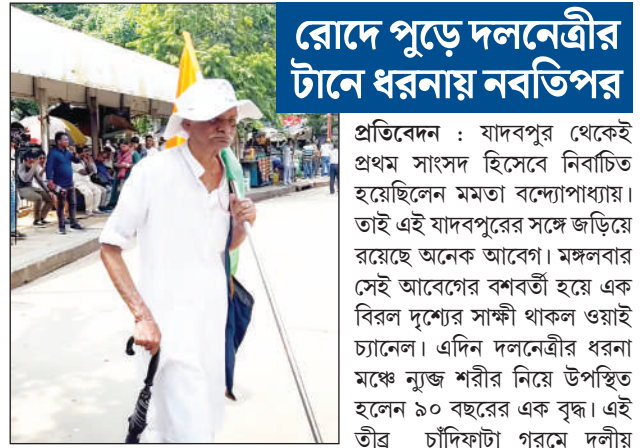 রোদে পুড়ে দলনেত্রীর
টানে ধরনায় নবতিপর
প্রতিবেদন : যাদবপুর থেকেই
প্রথম সাংসদ হিসেবে নির্বাচিত
হয়েছিলেন মমতা বন্দ্যোপাধ্যায়।
তাই এই যাদবপুরের সঙ্গে জড়িয়ে
রয়েছে অনেক আবেগ। মঙ্গলবার
সেই আবেগের বশবর্তী হয়ে এক
বিরল দৃশ্যের সাক্ষী থাকল ওয়াই
চ্যানেল। এদিন দলনেত্রীর ধরনা
মঞ্চে ন্যুব্জ শরীর নিয়ে উপস্থিত
হলেন ৯০ বছরের এক বৃদ্ধ। এই
তীব্র চাঁদিফাটা গরমে দলীয়